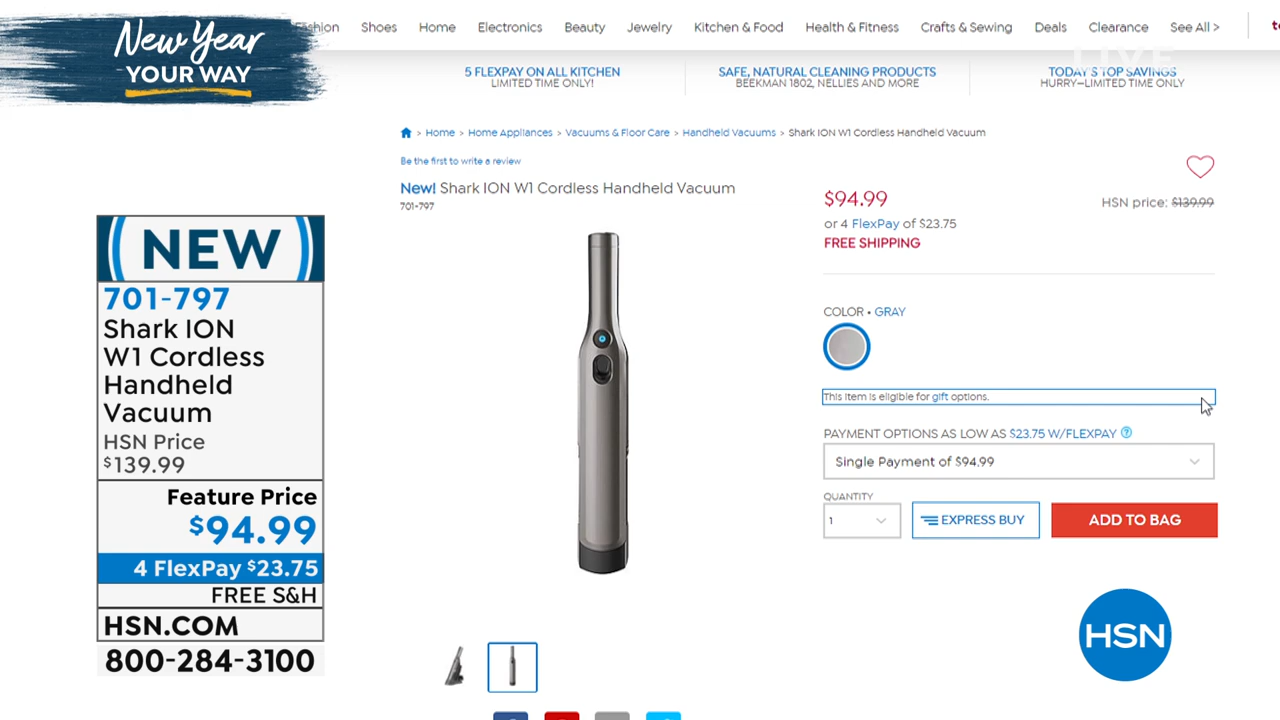 New Year
YOUR WAY
Fashion Shoes Home Electronics Beauty Jewelry Kitchen & Food Health & Fitness Crafts & Sewing Deals Clearance See All >
LIVE
5 FLEXPAY ON ALL KITCHEN
LIMITED TIME ONLY!
SAFE, NATURAL CLEANING PRODUCTS
BEEKMAN 1802, NELLIES AND MORE
TODAY'S TOP SAVINGS
HURRY—LIMITED TIME ONLY
> Home > Home Appliances > Vacuums & Floor Care > Handheld Vacuums > Shark ION W1 Cordless Handheld Vacuum
Be the first to write a review
New! Shark ION W1 Cordless Handheld Vacuum
701-797
$94.99
HSN price: $139.99
or 4 FlexPay of $23.75
FREE SHIPPING
COLOR • GRAY
This item is eligible for gift options.
PAYMENT OPTIONS AS LOW AS $23.75 W/FLEXPAY ?
Single Payment of $94.99
QUANTITY
1
EXPRESS BUY
ADD TO BAG
(NEW)
701-797
Shark ION
W1 Cordless
Handheld
Vacuum
HSN Price
$139.99
Feature Price
$94.99
4 FlexPay $23.75
FREE S&H
HSN.COM
800-284-3100
HSN